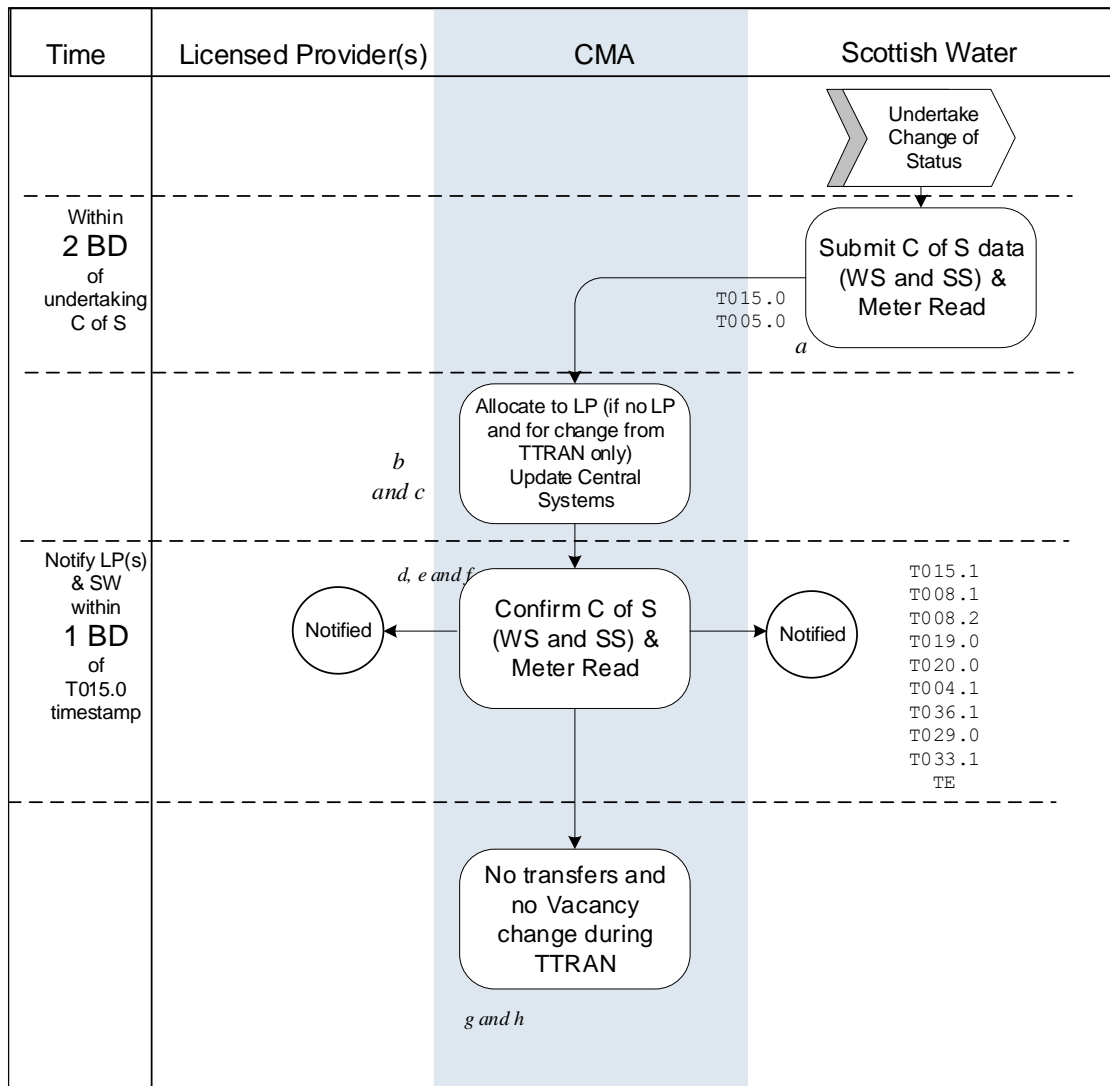 Time
Licensed Provider(s)
CMA
Scottish Water
Undertake
Change of
Status
Within
2 BD
of
undertaking
C of S
Submit C of S data
(WS and SS) &
Meter Read
T015.0
T005.0
a
Allocate to LP (if no LP
and for change from
TTRAN only)
Update Central
Systems
b
and c
Notify LP(s)
& SW
within
1 BD
of
T015.0
timestamp
d, e and f
Notified
Confirm C of S
(WS and SS) &
Meter Read
Notified
T015.1
T008.1
T008.2
T019.0
T020.0
T004.1
T036.1
T029.0
T033.1
TE
No transfers and
no Vacancy
change during
TTRAN
g and h